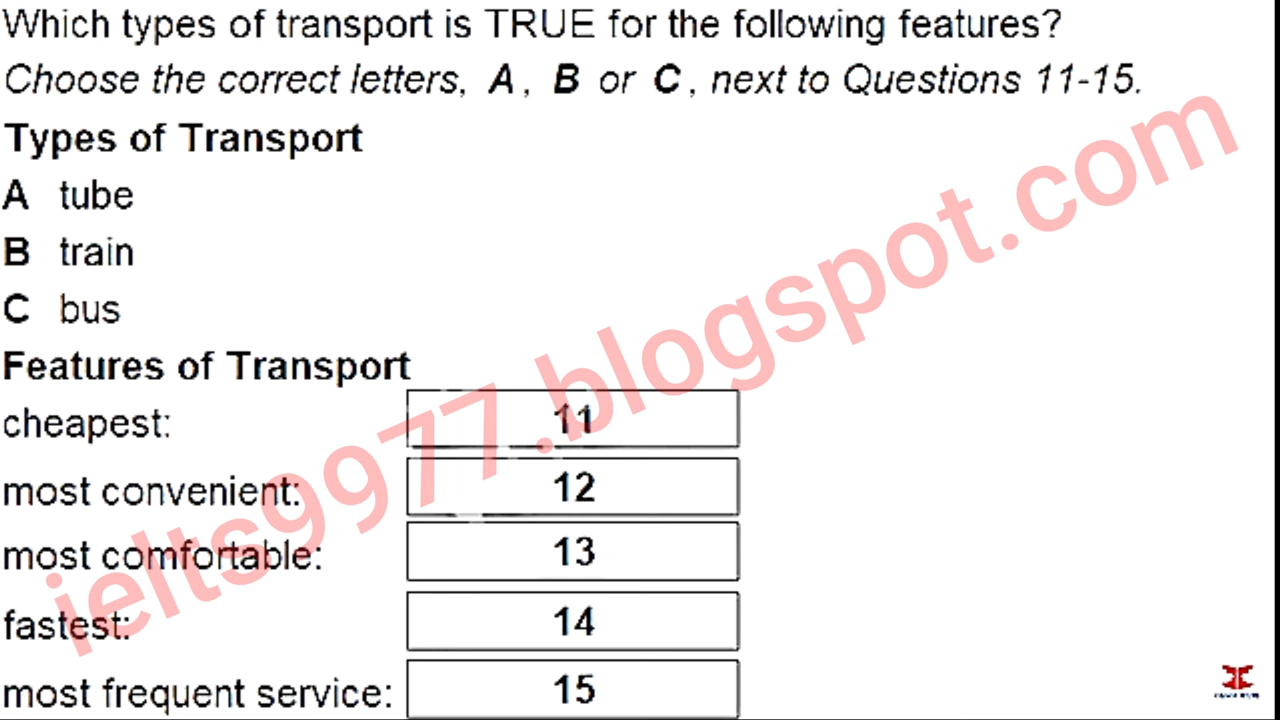 Which types of transport is TRUE for the following features?
Choose the correct letters, A, B or C, next to Questions 11-15.
Types of Transport
A tube
B train
C bus
Features of Transport
cheapest: 11
most convenient: 12
most comfortable: 13
fastest: 14
most frequent service: 15
ielts9977.blogspot.com